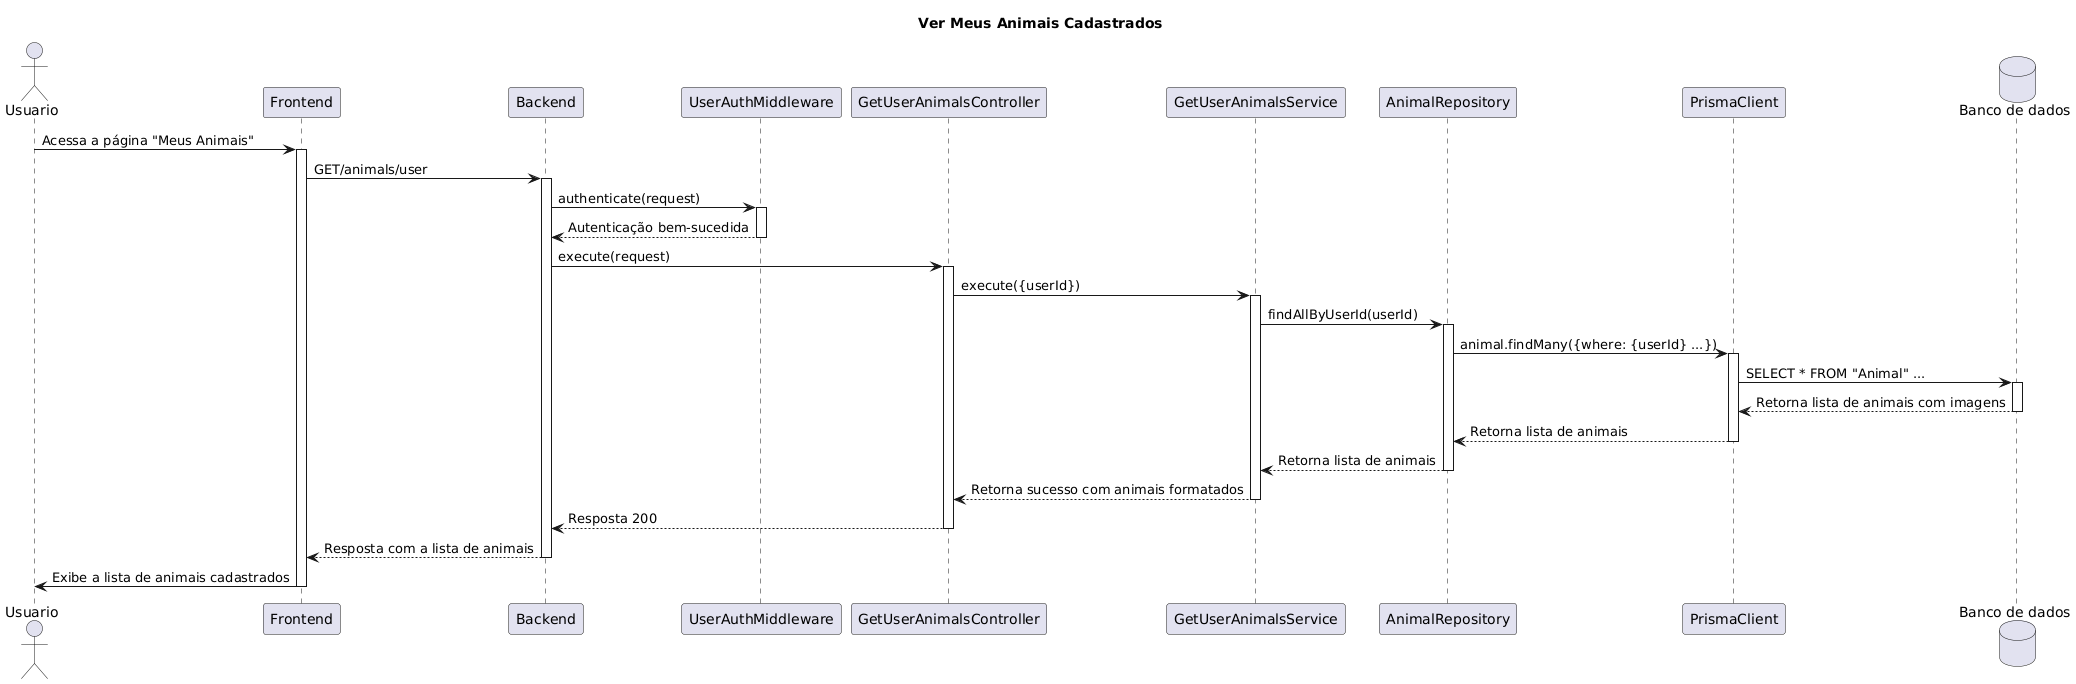 Ver Meus Animais Cadastrados
Usuario
Frontend
Backend
UserAuthMiddleware
GetUserAnimalsController
GetUserAnimalsService
AnimalRepository
PrismaClient
Banco de dados
Acessa a página "Meus Animais"
GET/animals/user
authenticate(request)
Autenticação bem-sucedida
execute(request)
execute({userId})
findAllByUserId(userId)
animal.findMany({where: {userId} ...})
SELECT * FROM "Animal" ...
Retorna lista de animais com imagens
Retorna lista de animais
Retorna lista de animais
Retorna sucesso com animais formatados
Resposta 200
Resposta com a lista de animais
Exibe a lista de animais cadastrados
Usuario
Frontend
Backend
UserAuthMiddleware
GetUserAnimalsController
GetUserAnimalsService
AnimalRepository
PrismaClient
Banco de dados